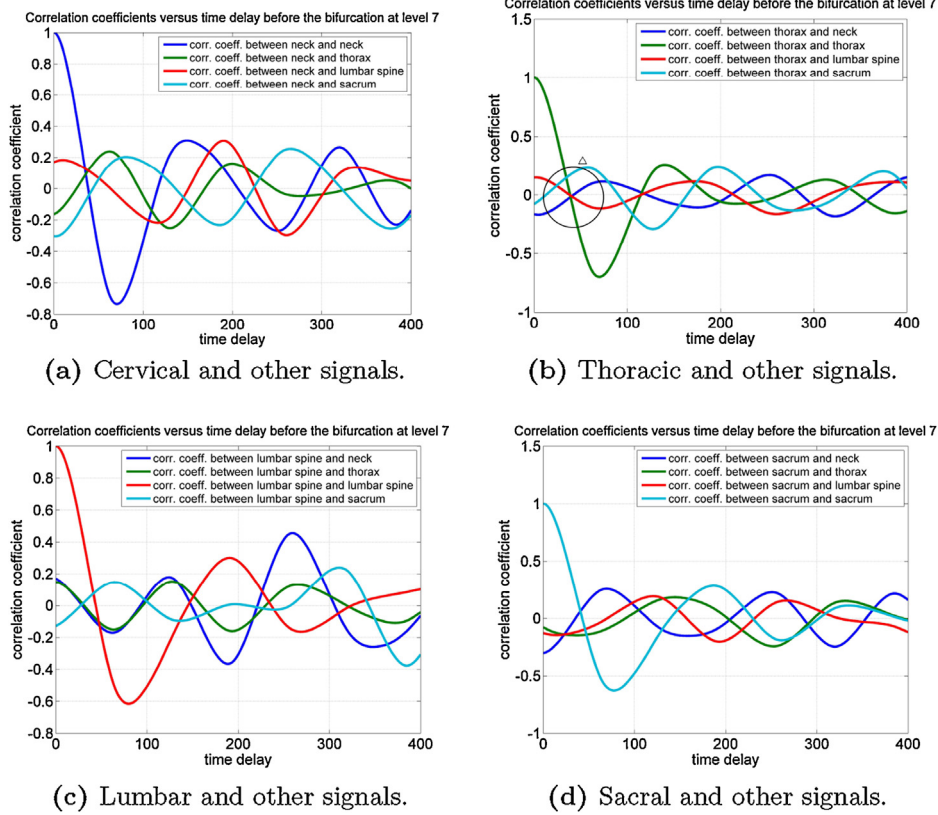 Correlation coefficients versus time delay before the bifurcation at level 7
1
0.8
0.6
0.4
0.2
0
-0.2
-0.4
-0.6
-0.8
correlation coefficient
corr. coeff. between neck and neck
corr. coeff. between neck and thorax
corr. coeff. between neck and lumbar spine
corr. coeff. between neck and sacrum
0 100 200 300 400
time delay
(a) Cervical and other signals.
Correlation coefficients versus time delay before the bifurcation at level 7
1.5
1
0.5
0
-0.5
-1
correlation coefficient
corr. coeff. between thorax and neck
corr. coeff. between thorax and thorax
corr. coeff. between thorax and lumbar spine
corr. coeff. between thorax and sacrum
△
0 100 200 300 400
time delay
(b) Thoracic and other signals.
Correlation coefficients versus time delay before the bifurcation at level 7
1
0.8
0.6
0.4
0.2
0
-0.2
-0.4
-0.6
-0.8
correlation coefficient
corr. coeff. between lumbar spine and neck
corr. coeff. between lumbar spine and thorax
corr. coeff. between lumbar spine and lumbar spine
corr. coeff. between lumbar spine and sacrum
0 100 200 300 400
time delay
(c) Lumbar and other signals.
Correlation coefficients versus time delay before the bifurcation at level 7
1.5
1
0.5
0
-0.5
-1
correlation coefficient
corr. coeff. between sacrum and neck
corr. coeff. between sacrum and thorax
corr. coeff. between sacrum and lumbar spine
corr. coeff. between sacrum and sacrum
0 100 200 300 400
time delay
(d) Sacral and other signals.